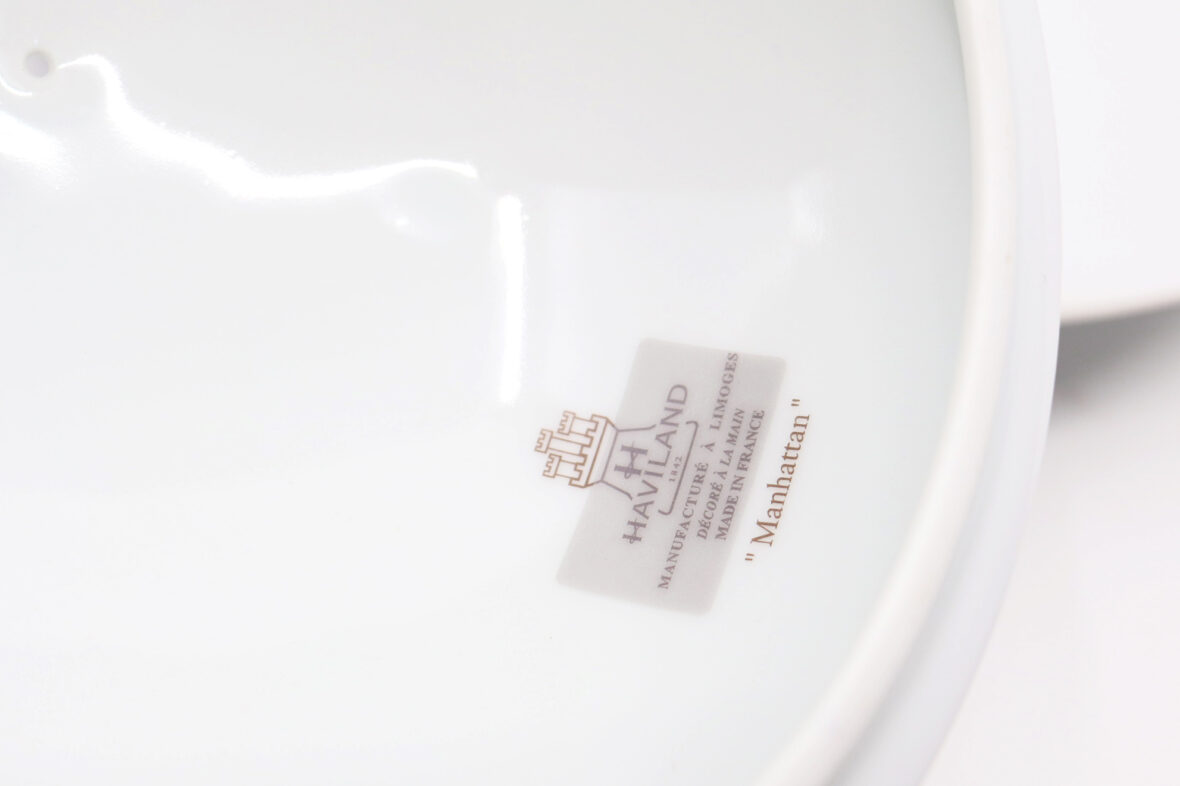 H
HAVILAND
1842
MANUFACTURÉ À LIMOGES
DÉCORÉ À LA MAIN
MADE IN FRANCE
" Manhattan "